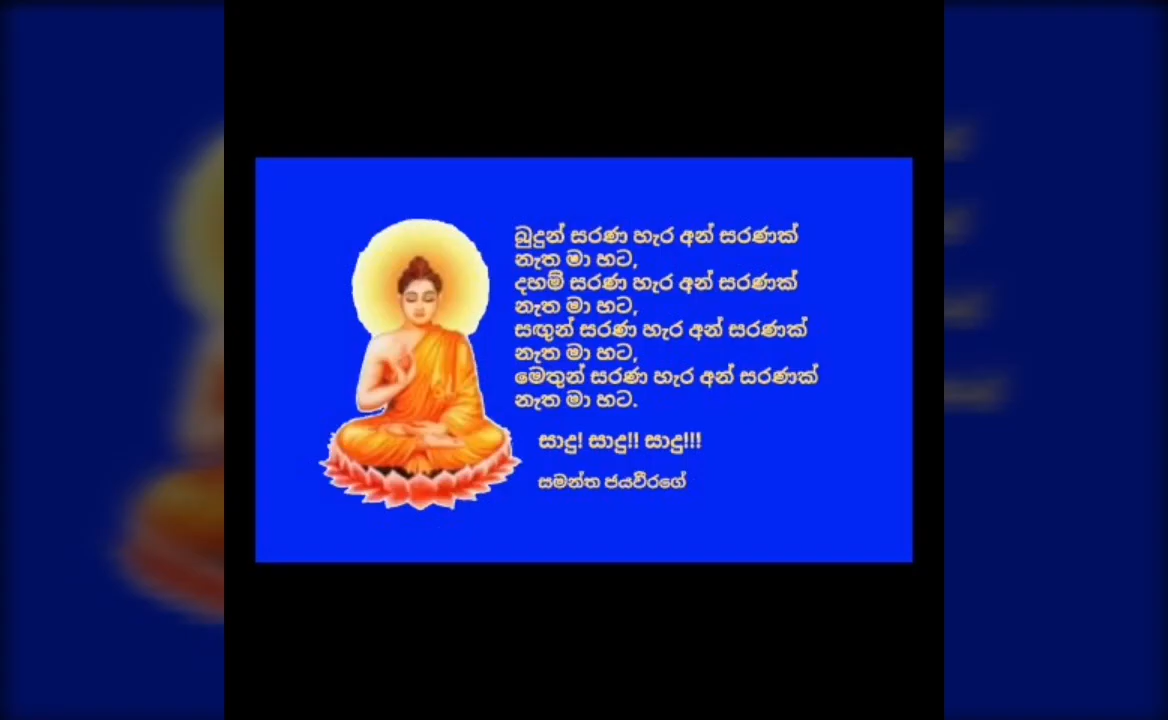 බුදුන් සරණ හැර අන් සරණක්
නැත මා හට,
දහම් සරණ හැර අන් සරණක්
නැත මා හට,
සඟුන් සරණ හැර අන් සරණක්
නැත මා හට,
මෙතුන් සරණ හැර අන් සරණක්
නැත මා හට.
සාදු! සාදු!! සාදු!!!
සමන්ත ජයවීරගේ